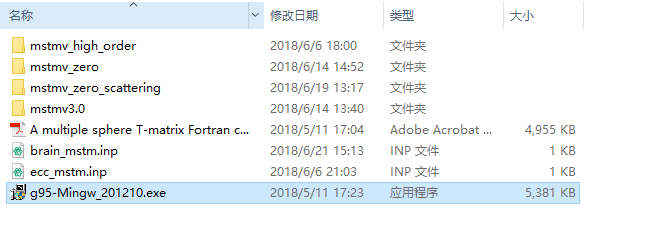 名称 修改日期 类型 大小
mstmv_high_order 2018/6/6 18:00 文件夹
mstmv_zero 2018/6/14 14:52 文件夹
mstmv_zero_scattering 2018/6/19 13:17 文件夹
mstmv3.0 2018/6/14 13:40 文件夹
A multiple sphere T-matrix Fortran c... 2018/5/11 17:04 Adobe Acrobat ... 4,955 KB
brain_mstm.inp 2018/6/21 15:13 INP 文件 1 KB
ecc_mstm.inp 2018/6/6 21:03 INP 文件 1 KB
g95-Mingw_201210.exe 2018/5/11 17:23 应用程序 5,381 KB